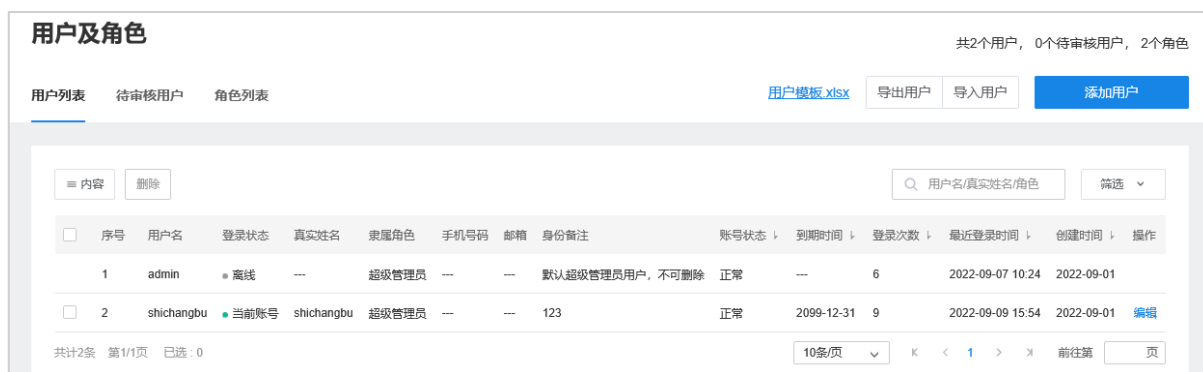 用户及角色
共2个用户， 0个待审核用户， 2个角色
用户列表 待审核用户 角色列表 用户模板.xlsx 导出用户 导入用户 添加用户
内容 删除 用户名/真实姓名/角色 筛选
序号 用户名 登录状态 真实姓名 隶属角色 手机号码 邮箱 身份备注 账号状态 到期时间 登录次数 最近登录时间 创建时间 操作
1 admin 离线 --- 超级管理员 --- --- 默认超级管理员用户，不可删除 正常 --- 6 2022-09-07 10:24 2022-09-01
2 shichangbu 当前账号 shichangbu 超级管理员 --- --- 123 正常 2099-12-31 9 2022-09-09 15:54 2022-09-01 编辑
共计2条 第1/1页 已选：0 10条/页 1 前往第 页